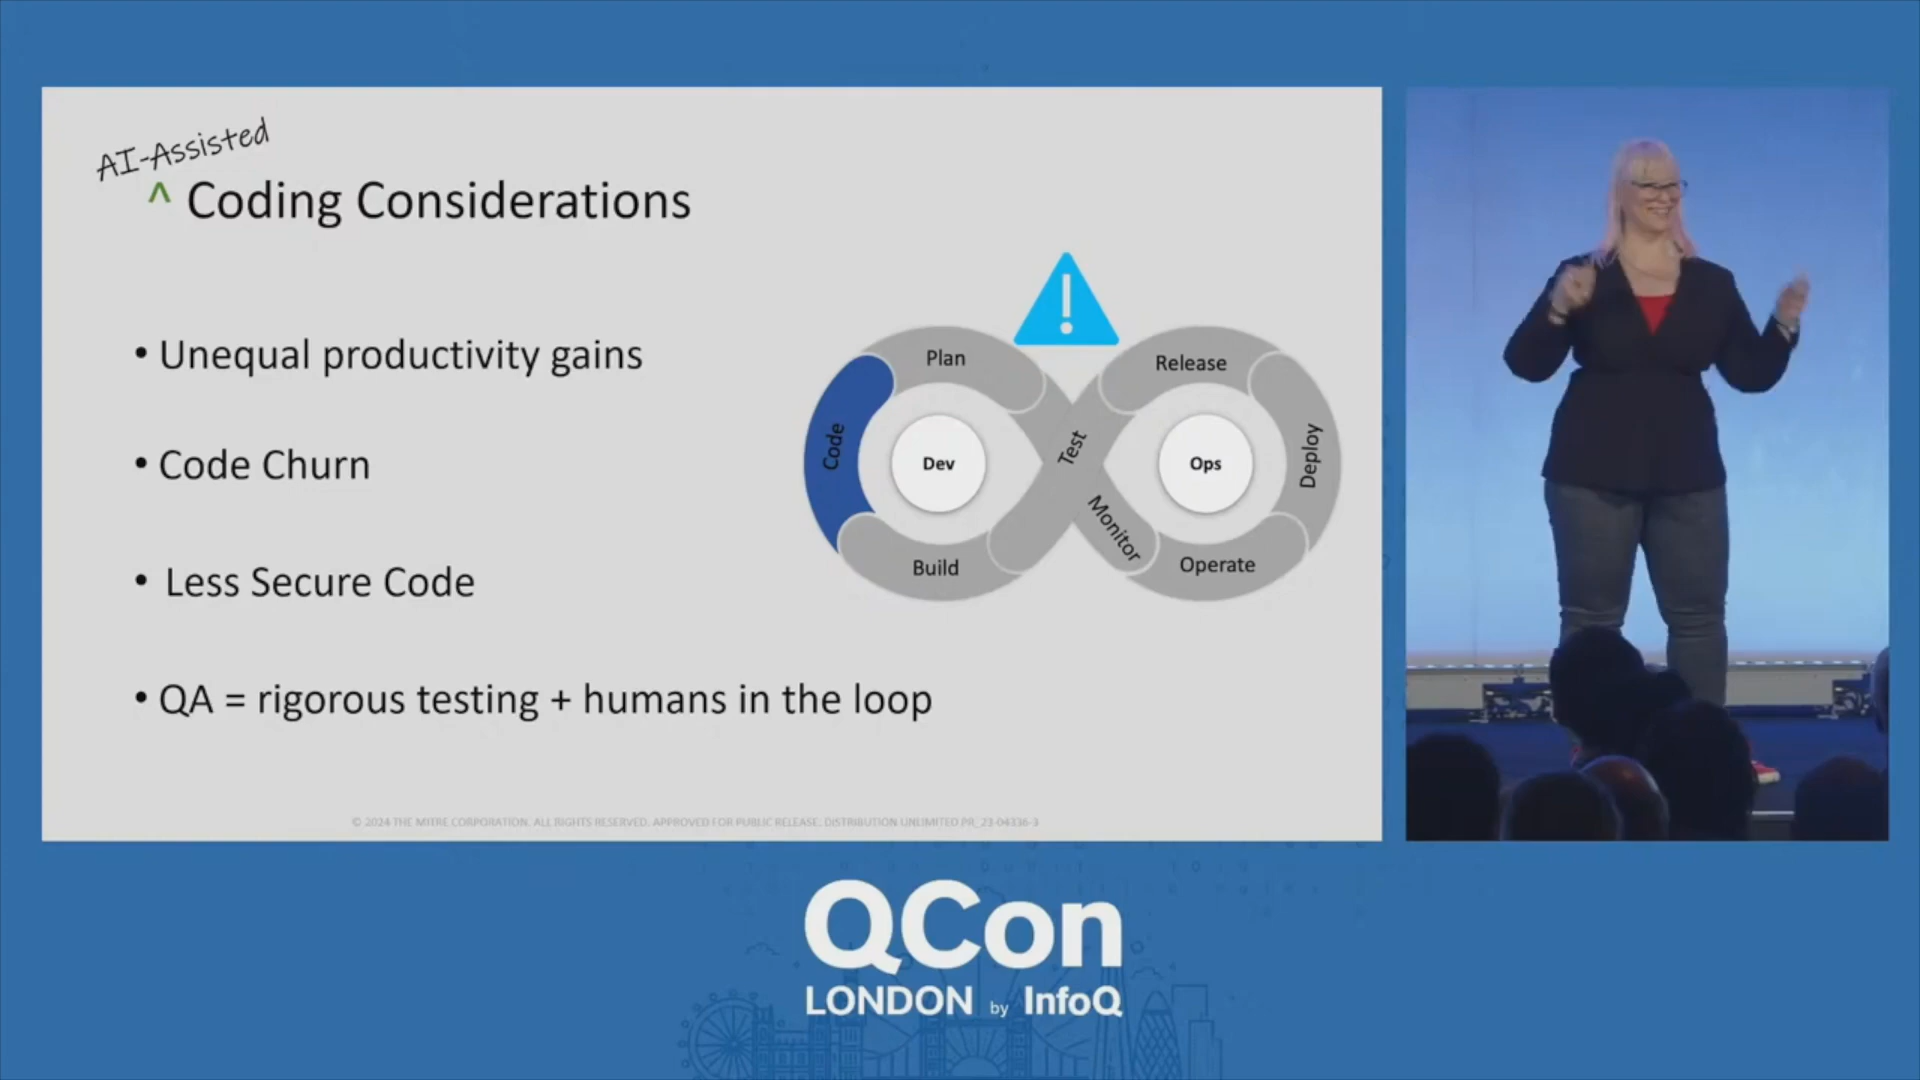 AI-Assisted
^ Coding Considerations
• Unequal productivity gains
• Code Churn
• Less Secure Code
• QA = rigorous testing + humans in the loop
Plan
Code
Dev
Build
Test
Release
Deploy
Ops
Monitor
Operate
© 2024 THE MITRE CORPORATION. ALL RIGHTS RESERVED. APPROVED FOR PUBLIC RELEASE. DISTRIBUTION UNLIMITED PR_23-04336-3
QCon
LONDON by InfoQ